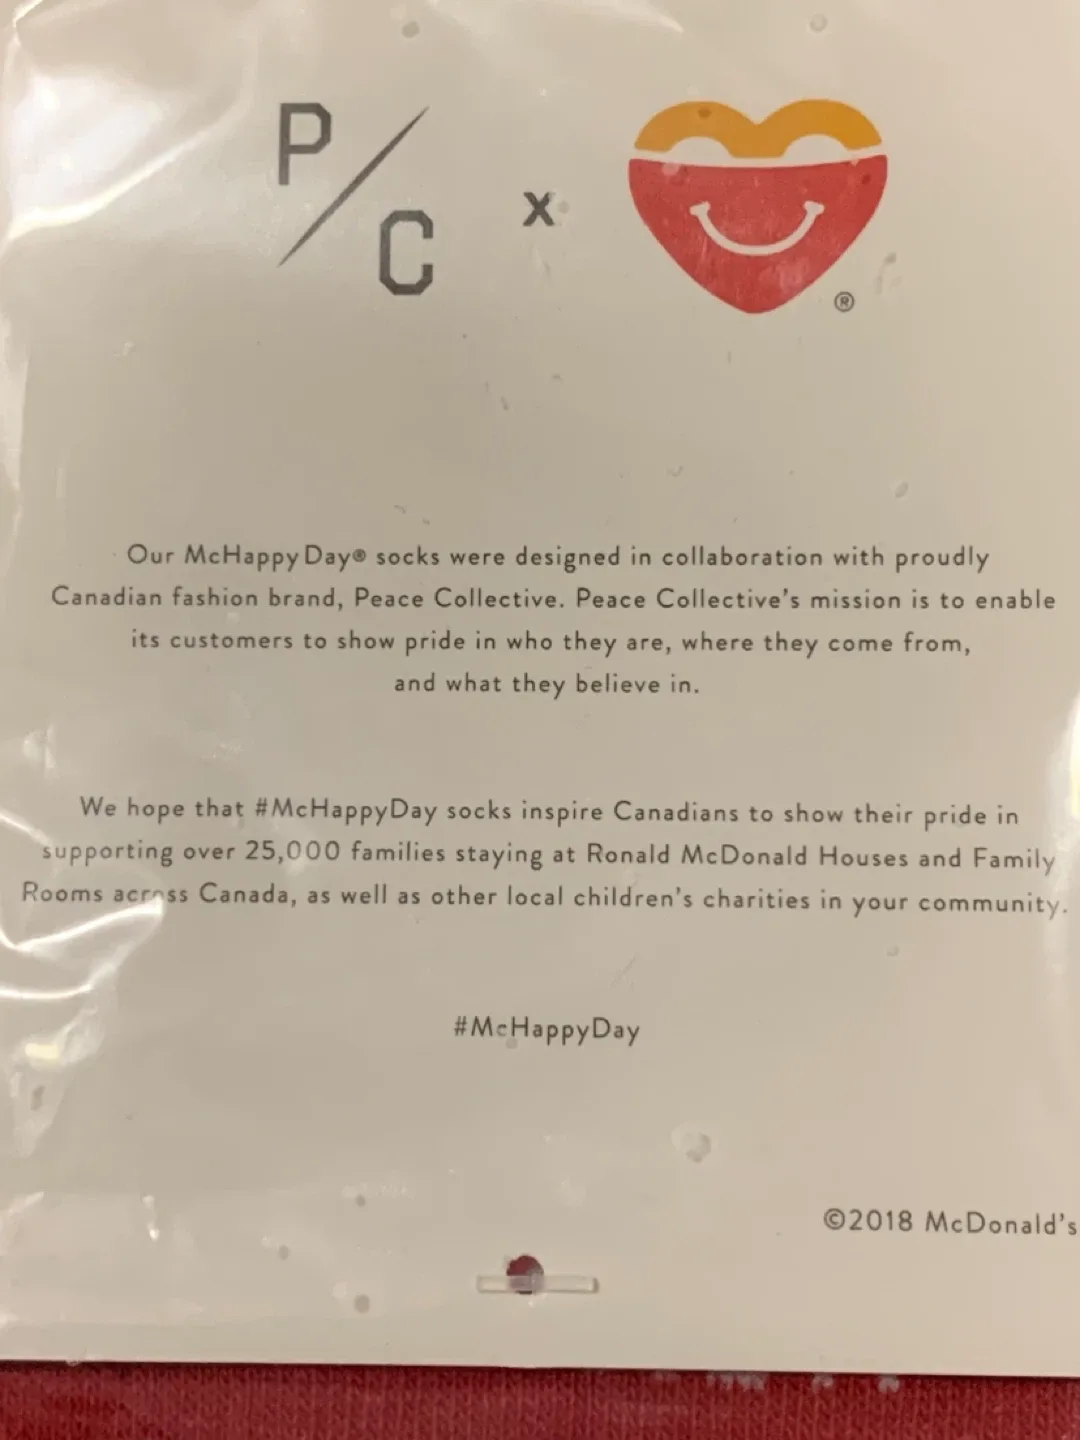 P/C x ®
Our McHappy Day® socks were designed in collaboration with proudly
Canadian fashion brand, Peace Collective. Peace Collective's mission is to enable
its customers to show pride in who they are, where they come from,
and what they believe in.
We hope that #McHappyDay socks inspire Canadians to show their pride in
supporting over 25,000 families staying at Ronald McDonald Houses and Family
Rooms across Canada, as well as other local children's charities in your community.
#McHappyDay
©2018 McDonald's